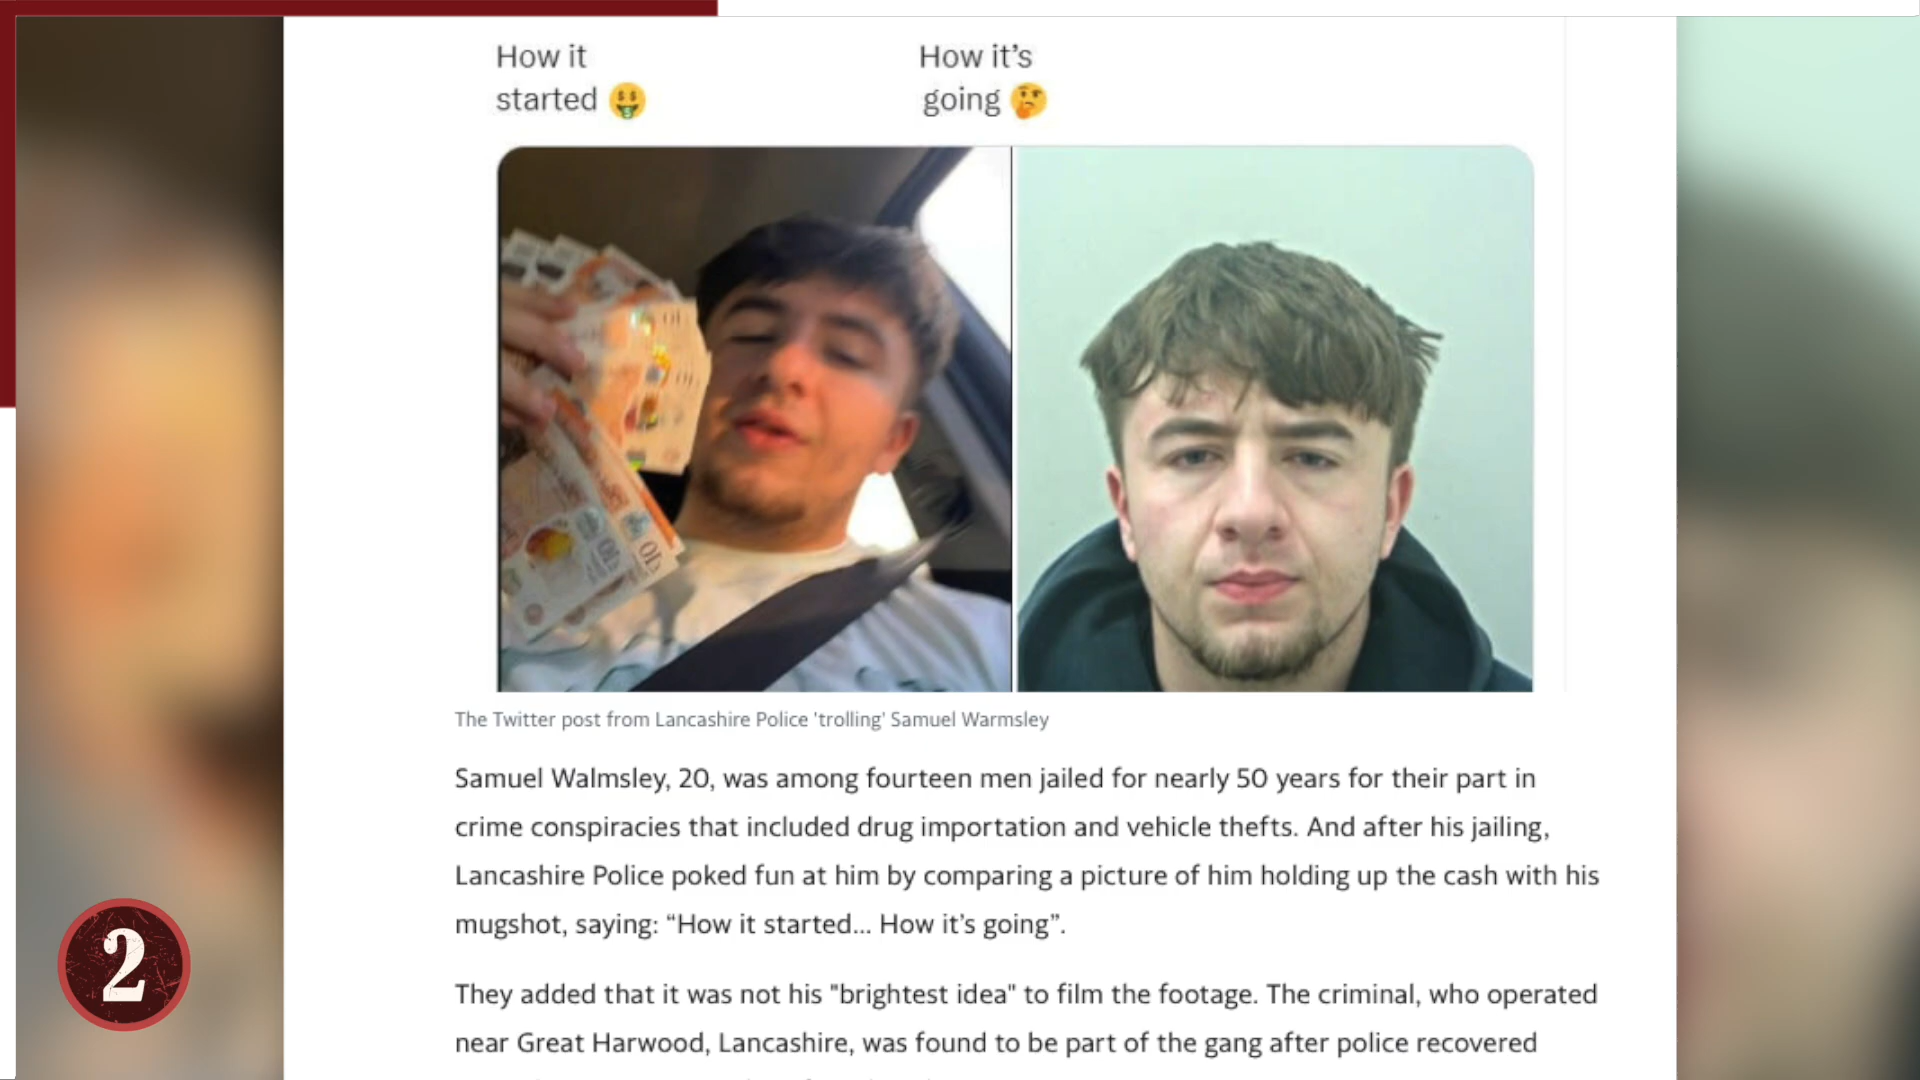 How it
started 🤑
How it's
going 🤔
The Twitter post from Lancashire Police 'trolling' Samuel Warmsley
Samuel Walmsley, 20, was among fourteen men jailed for nearly 50 years for their part in
crime conspiracies that included drug importation and vehicle thefts. And after his jailing,
Lancashire Police poked fun at him by comparing a picture of him holding up the cash with his
mugshot, saying: “How it started... How it’s going”.
They added that it was not his "brightest idea" to film the footage. The criminal, who operated
near Great Harwood, Lancashire, was found to be part of the gang after police recovered
2